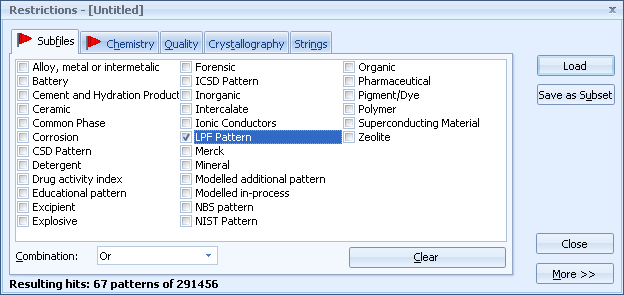 Restrictions - [Untitled]
Subfiles
Chemistry
Quality
Crystallography
Strings
Alloy, metal or intermetalic
Battery
Cement and Hydration Product
Ceramic
Common Phase
Corrosion
CSD Pattern
Detergent
Drug activity index
Educational pattern
Excipient
Explosive
Forensic
ICSD Pattern
Inorganic
Intercalate
Ionic Conductors
LPF Pattern
Merck
Mineral
Modelled additional pattern
Modelled in-process
NBS pattern
NIST Pattern
Organic
Pharmaceutical
Pigment/Dye
Polymer
Superconducting Material
Zeolite
Combination:
Or
Clear
Load
Save as Subset
Close
More >>
Resulting hits: 67 patterns of 291456